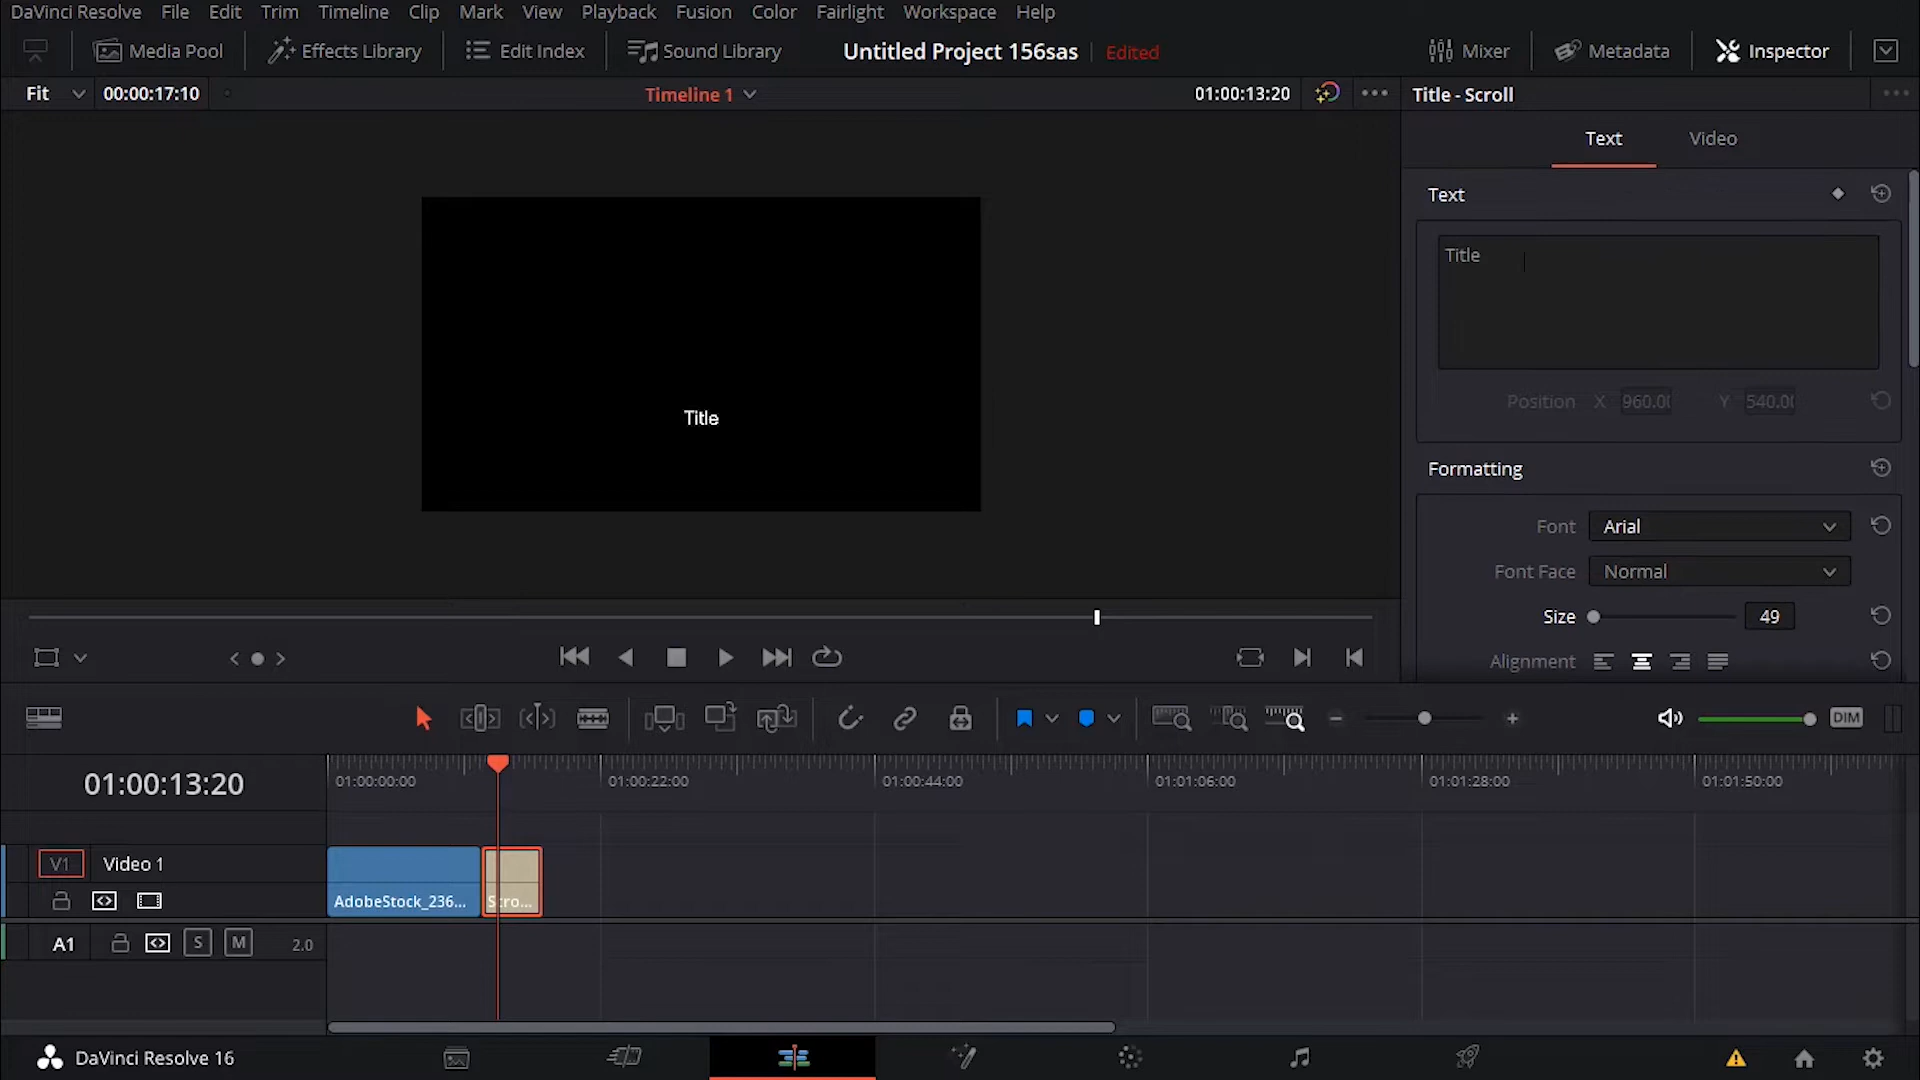 DaVinci Resolve File Edit Trim Timeline Clip Mark View Playback Fusion Color Fairlight Workspace Help
Media Pool Effects Library Edit Index Sound Library Untitled Project 156sas Edited Mixer Metadata Inspector
Fit 00:00:17:10 Timeline 1 01:00:13:20 Title - Scroll
Text Video
Text
Title
Position X 960.0 Y 540.0
Title
Formatting
Font Arial
Font Face Normal
Size 49
Alignment
DIM
01:00:13:20 01:00:00:00 01:00:22:00 01:00:44:00 01:01:06:00 01:01:28:00 01:01:50:00
V1 Video 1
AdobeStock_236... Scro...
A1 S M 2.0
DaVinci Resolve 16